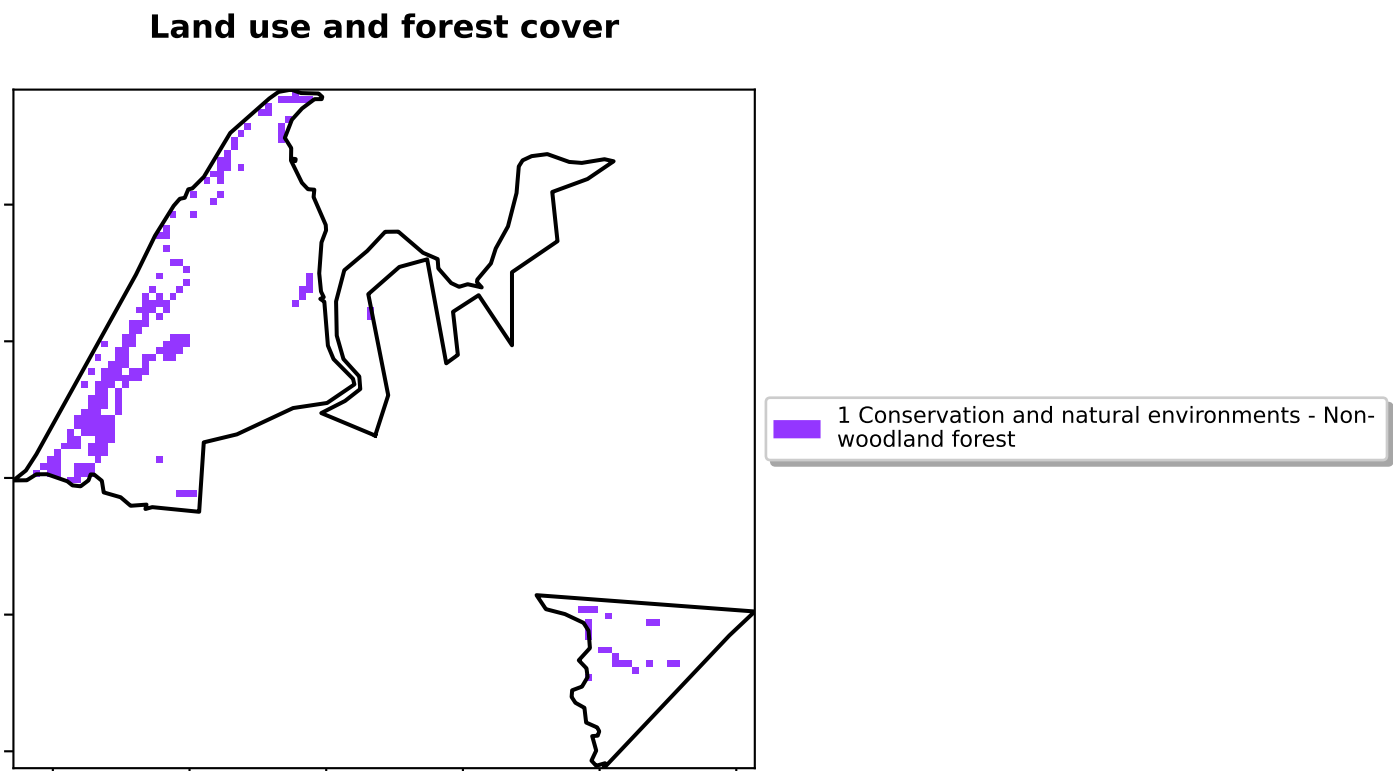 Land use and forest cover
1 Conservation and natural environments - Non-
woodland forest